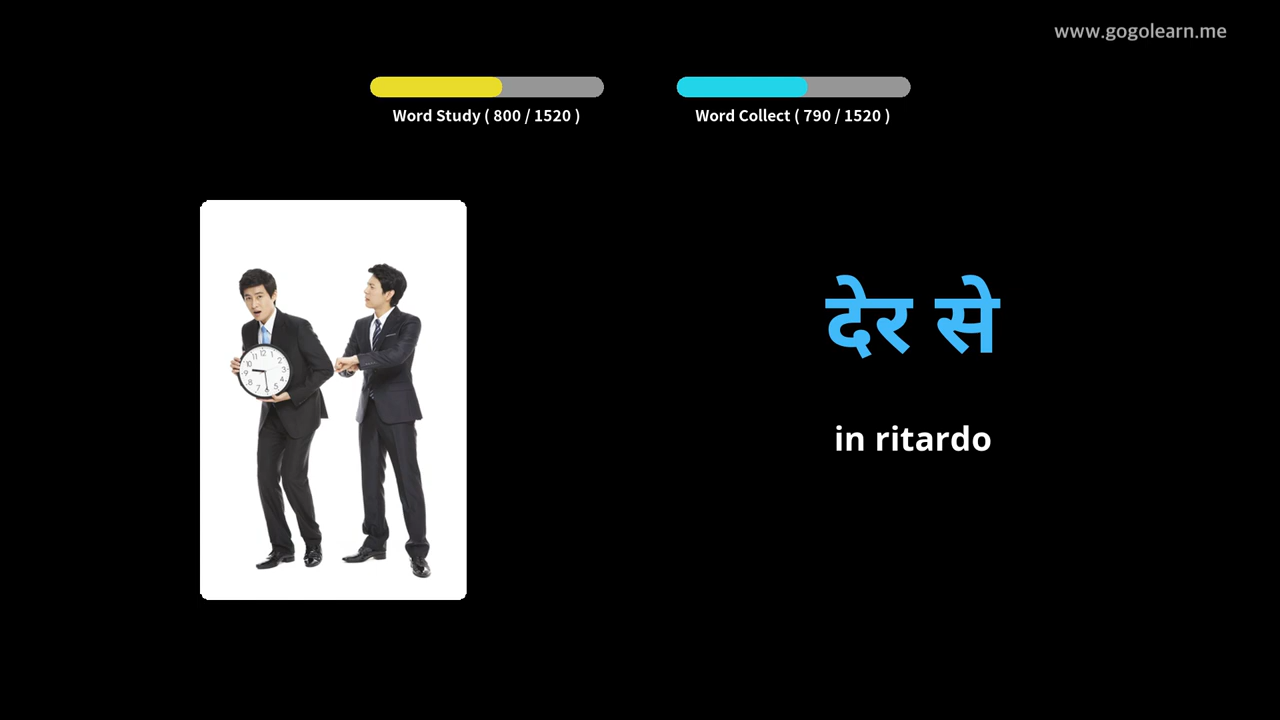 www.gogolearn.me
Word Study ( 800 / 1520 )
Word Collect ( 790 / 1520 )
देर से
in ritardo